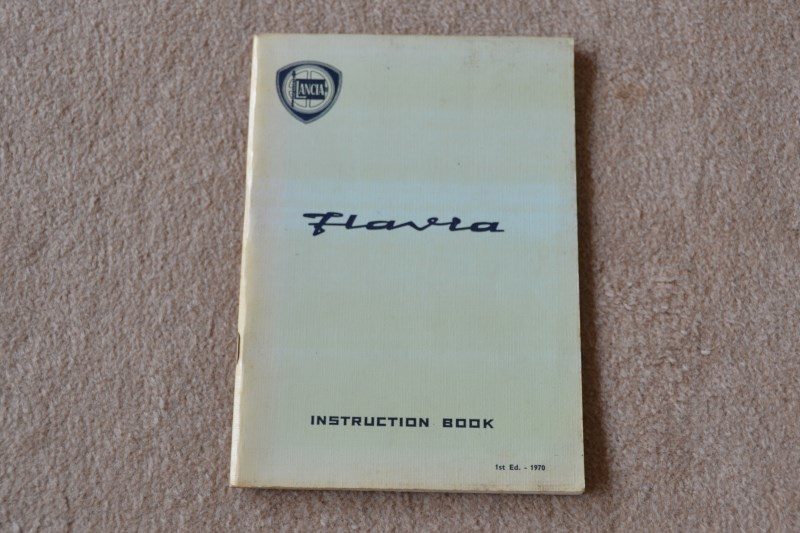 LANCIA
Flavia
INSTRUCTION BOOK
1st Ed. - 1970